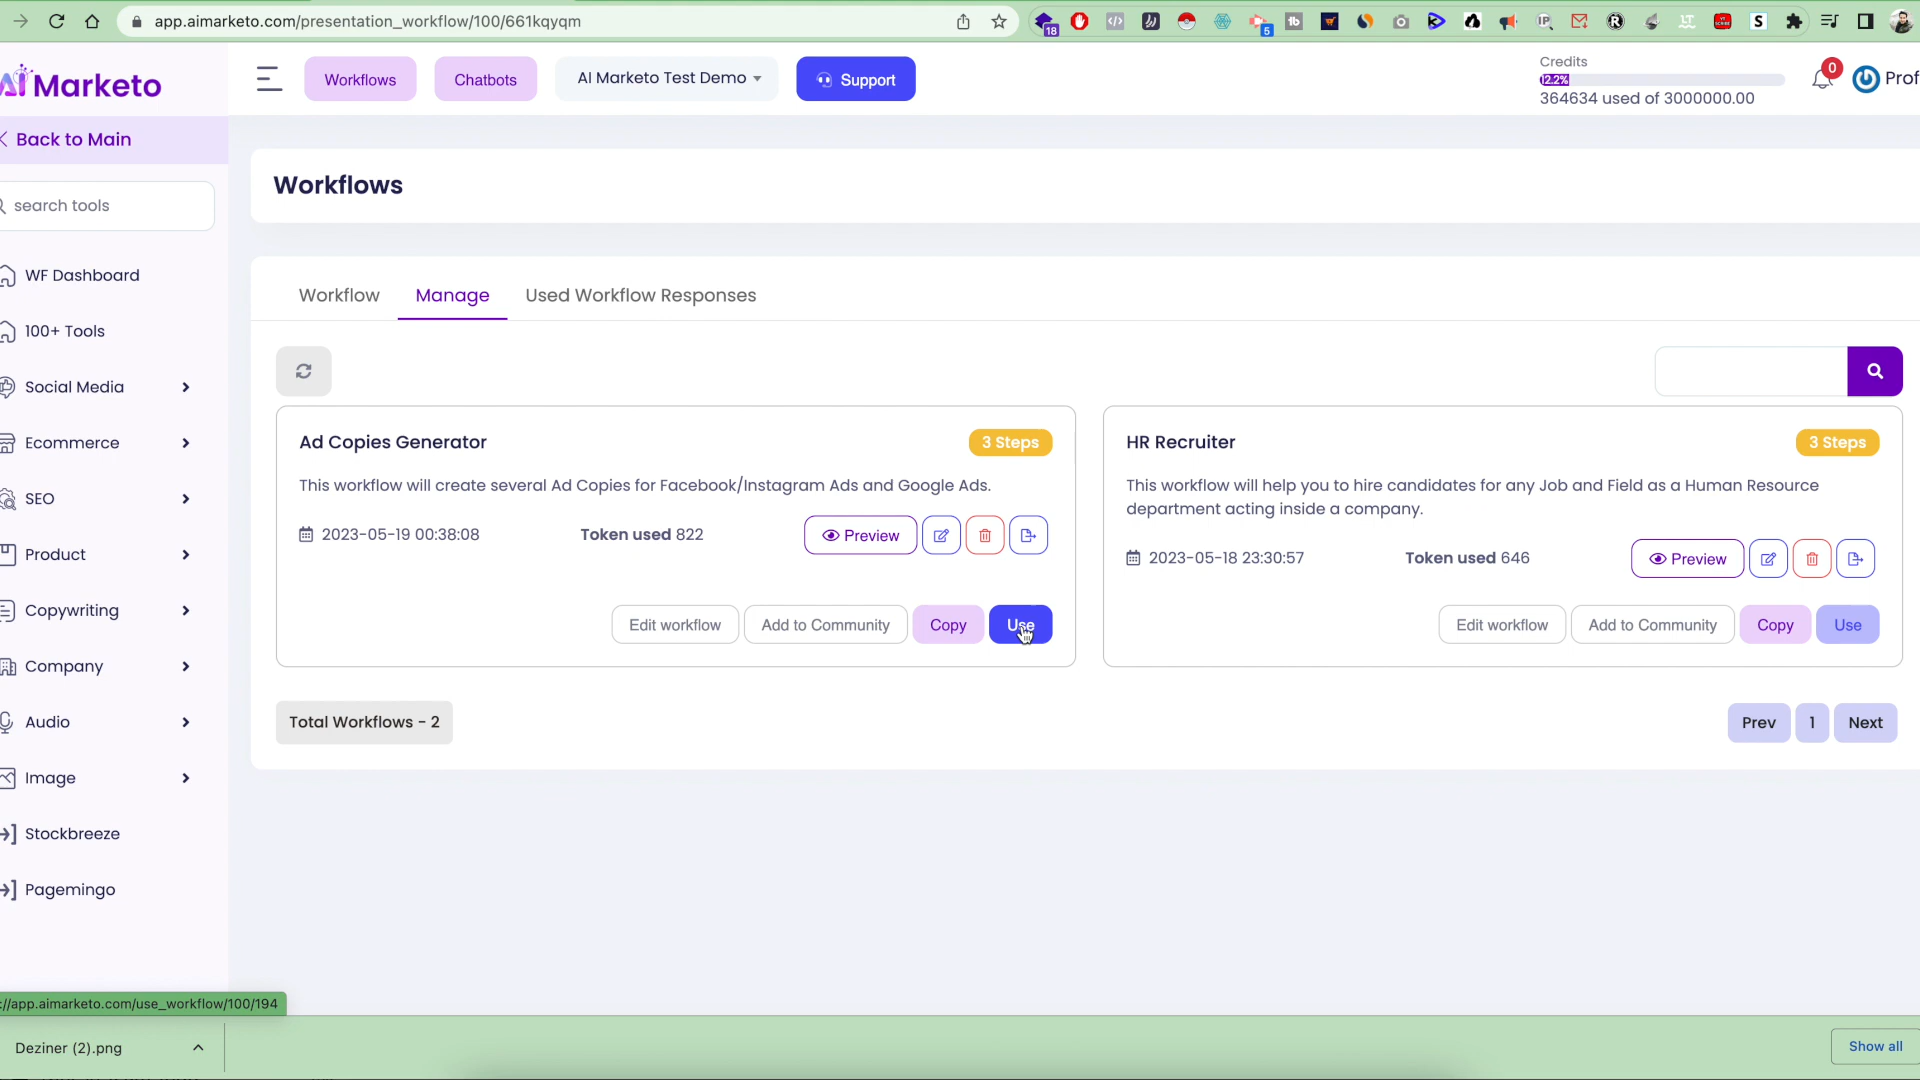 app.aimarketo.com/presentation_workflow/100/661kqyqm
18
5
AI Marketo
Workflows
Chatbots
AI Marketo Test Demo
Support
Credits
12.2%
364634 used of 3000000.00
0
Prof
Back to Main
search tools
WF Dashboard
100+ Tools
Social Media
Ecommerce
SEO
Product
Copywriting
Company
Audio
Image
Stockbreeze
Pagemingo
Workflows
Workflow
Manage
Used Workflow Responses
Ad Copies Generator
3 Steps
This workflow will create several Ad Copies for Facebook/Instagram Ads and Google Ads.
2023-05-19 00:38:08
Token used 822
Preview
Edit workflow
Add to Community
Copy
Use
HR Recruiter
3 Steps
This workflow will help you to hire candidates for any Job and Field as a Human Resource
department acting inside a company.
2023-05-18 23:30:57
Token used 646
Preview
Edit workflow
Add to Community
Copy
Use
Total Workflows - 2
Prev
1
Next
://app.aimarketo.com/use_workflow/100/194
Deziner (2).png
Show all